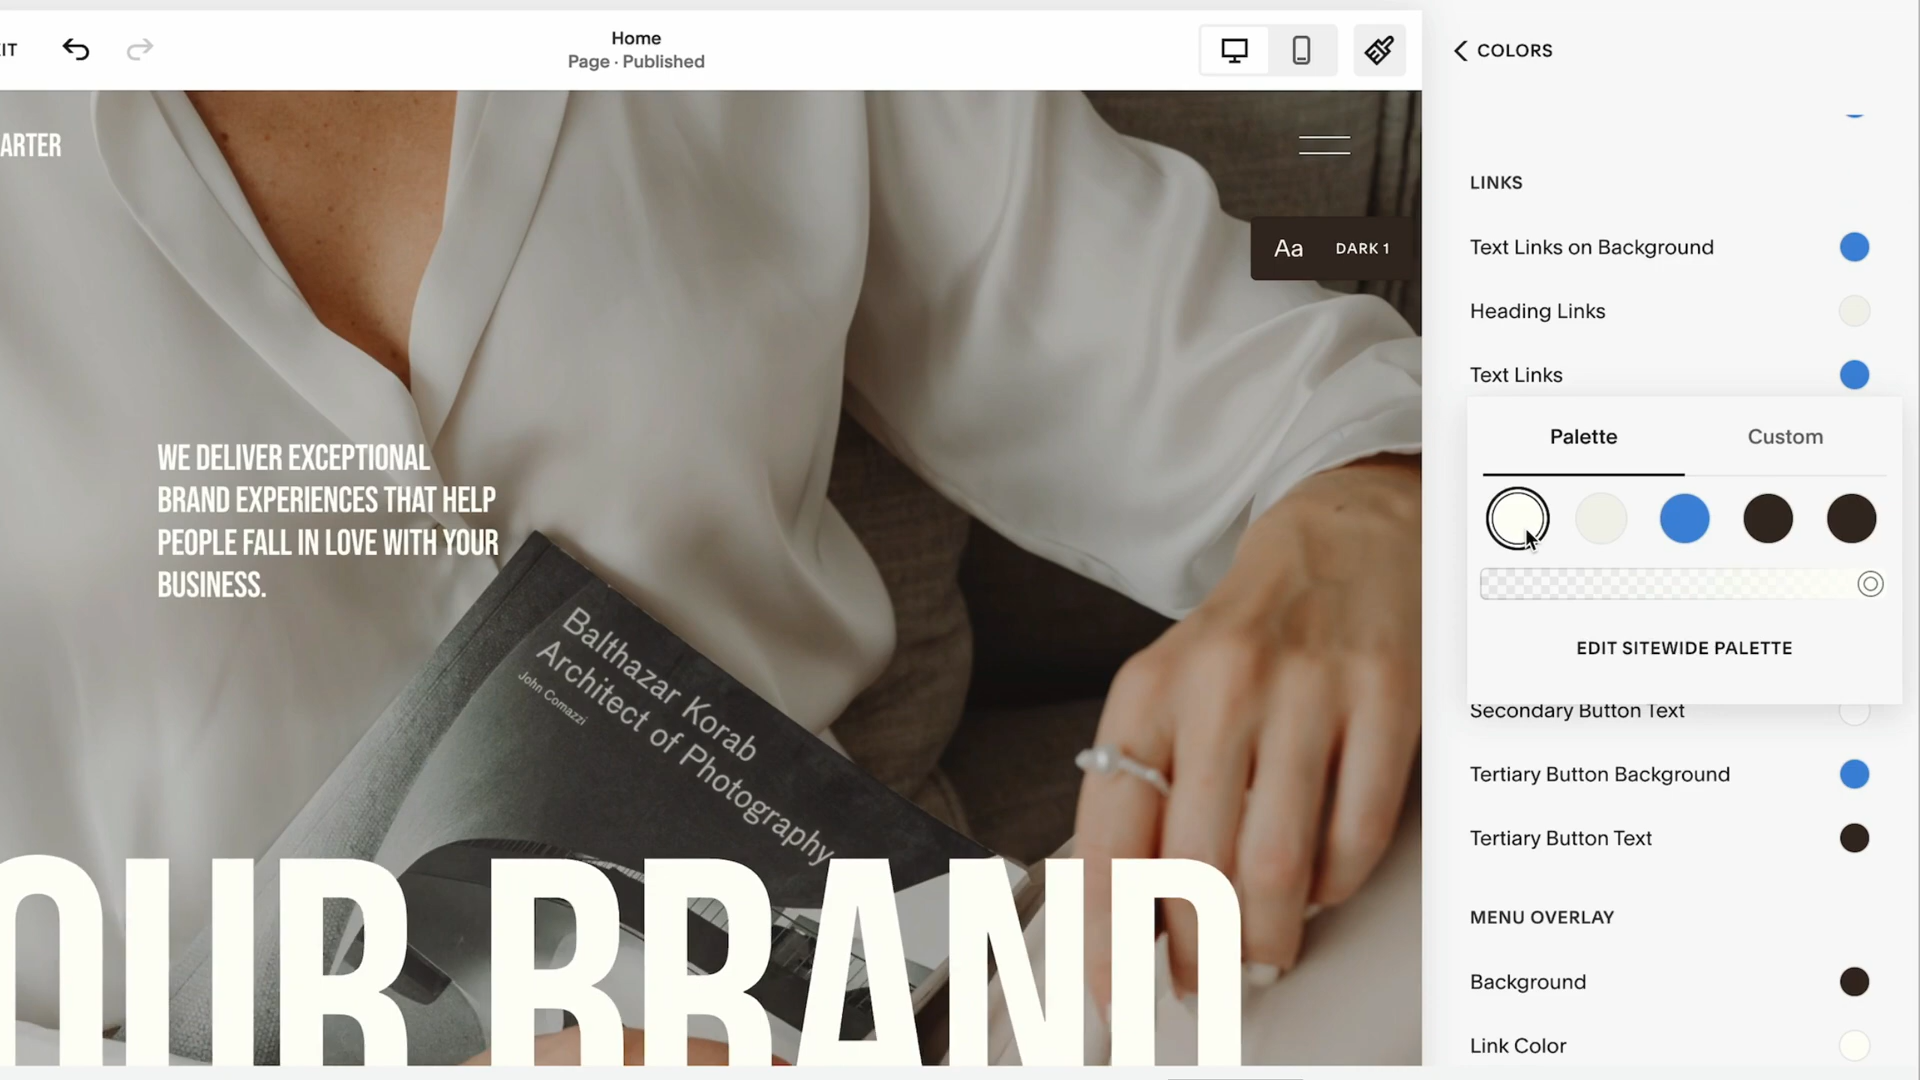 IT
Home
Page · Published
COLORS
ARTER
LINKS
Aa DARK 1
Text Links on Background
Heading Links
Text Links
Palette
Custom
WE DELIVER EXCEPTIONAL
BRAND EXPERIENCES THAT HELP
PEOPLE FALL IN LOVE WITH YOUR
BUSINESS.
Balthazar Korab
Architect of Photography
John Comazzi
EDIT SITEWIDE PALETTE
Secondary Button Text
Tertiary Button Background
Tertiary Button Text
OUR BRAND
MENU OVERLAY
Background
Link Color